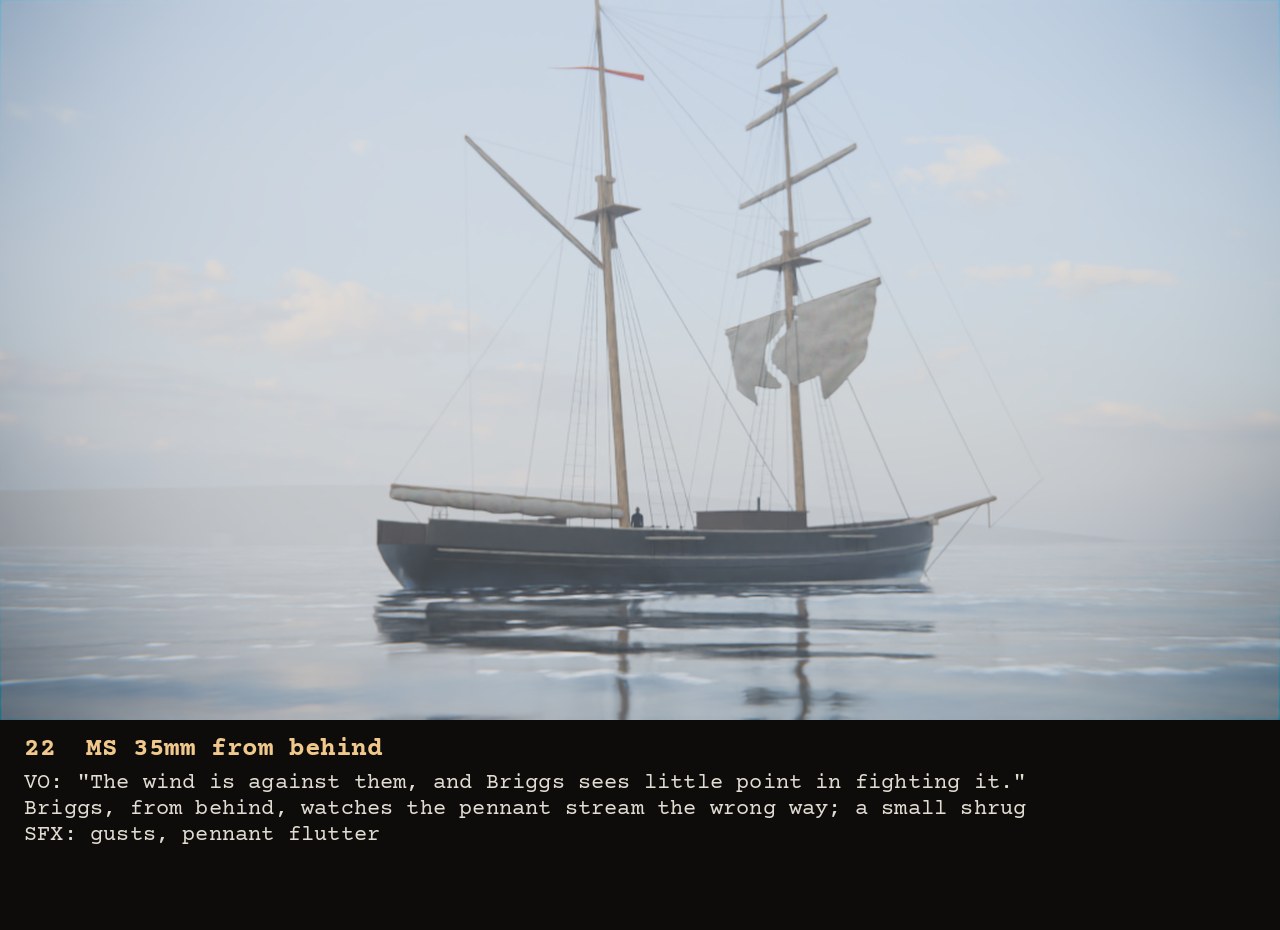 22  MS 35mm from behind
VO: "The wind is against them, and Briggs sees little point in fighting it."
Briggs, from behind, watches the pennant stream the wrong way; a small shrug
SFX: gusts, pennant flutter